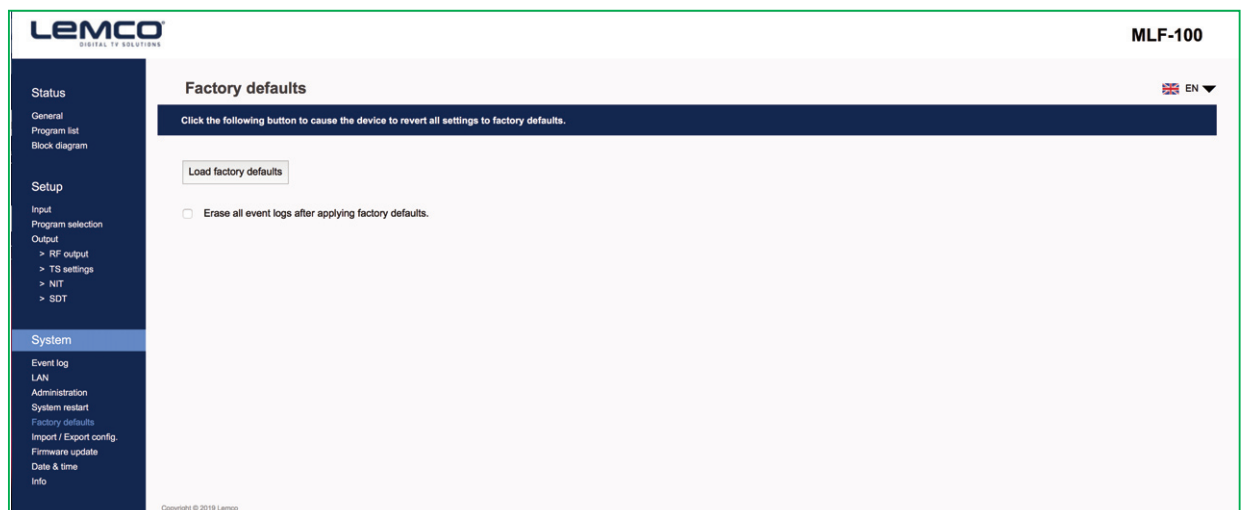 LEMCO
DIGITAL TV SOLUTIONS
MLF-100
Status
General
Program list
Block diagram
Setup
Input
Program selection
Output
> RF output
> TS settings
> NIT
> SDT
System
Event log
LAN
Administration
System restart
Factory defaults
Import / Export config.
Firmware update
Date & time
Info
Factory defaults
EN
Click the following button to cause the device to revert all settings to factory defaults.
Load factory defaults
Erase all event logs after applying factory defaults.
Copyright © 2019 Lemco